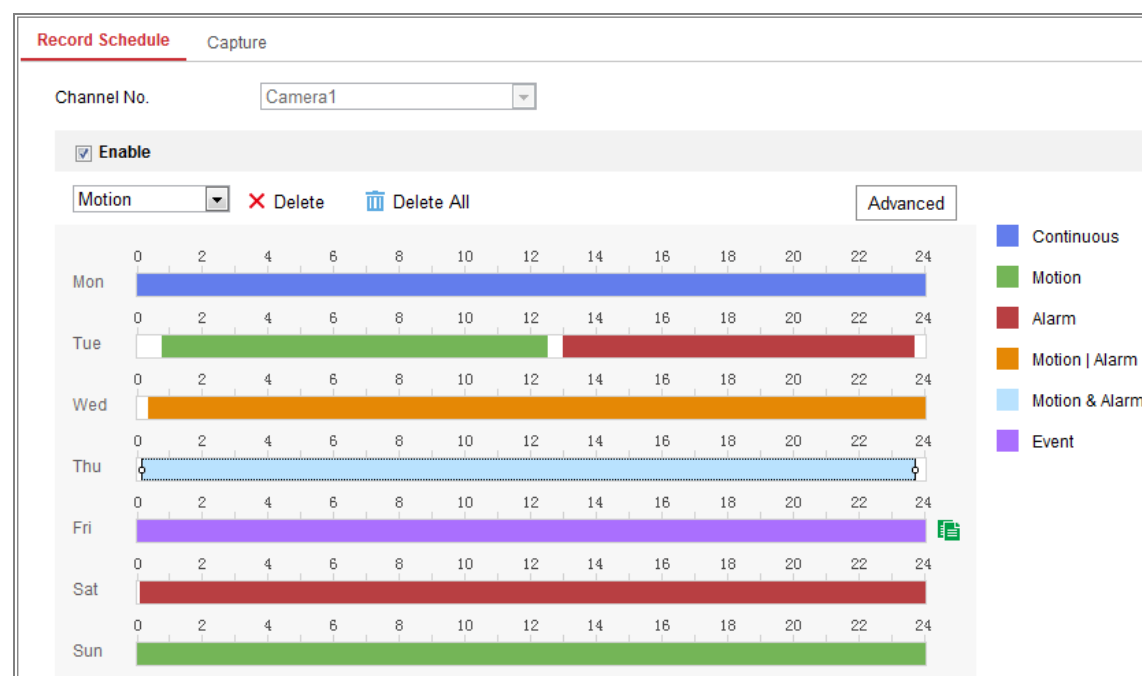 Record Schedule Capture
Channel No. Camera1
Enable
Motion Delete Delete All Advanced
Continuous
0 2 4 6 8 10 12 14 16 18 20 22 24
Mon
Motion
0 2 4 6 8 10 12 14 16 18 20 22 24
Alarm
Tue
Motion | Alarm
0 2 4 6 8 10 12 14 16 18 20 22 24
Wed
Motion & Alarm
0 2 4 6 8 10 12 14 16 18 20 22 24
Event
Thu
0 2 4 6 8 10 12 14 16 18 20 22 24
Fri
0 2 4 6 8 10 12 14 16 18 20 22 24
Sat
0 2 4 6 8 10 12 14 16 18 20 22 24
Sun